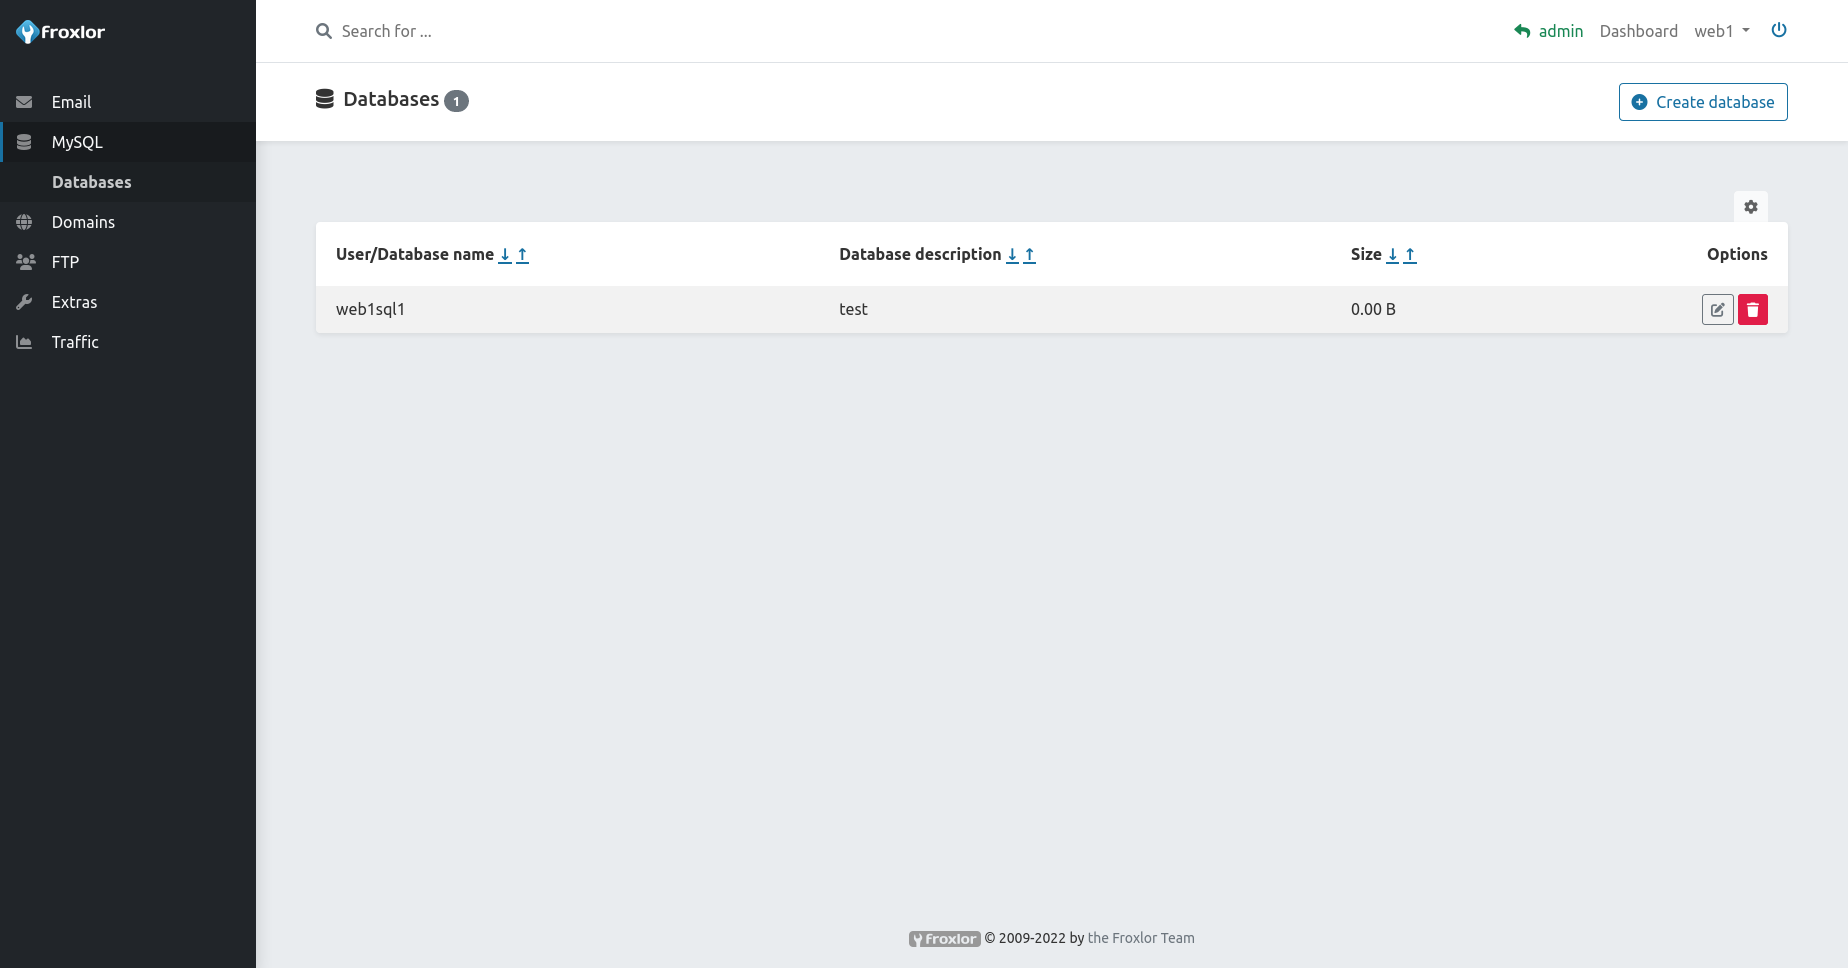 froxlor
Search for ...
admin Dashboard web1
Email
MySQL
Databases
Domains
FTP
Extras
Traffic
Databases 1
Create database
User/Database name ↓ ↑ Database description ↓ ↑ Size ↓ ↑ Options
web1sql1 test 0.00 B
froxlor © 2009-2022 by the Froxlor Team